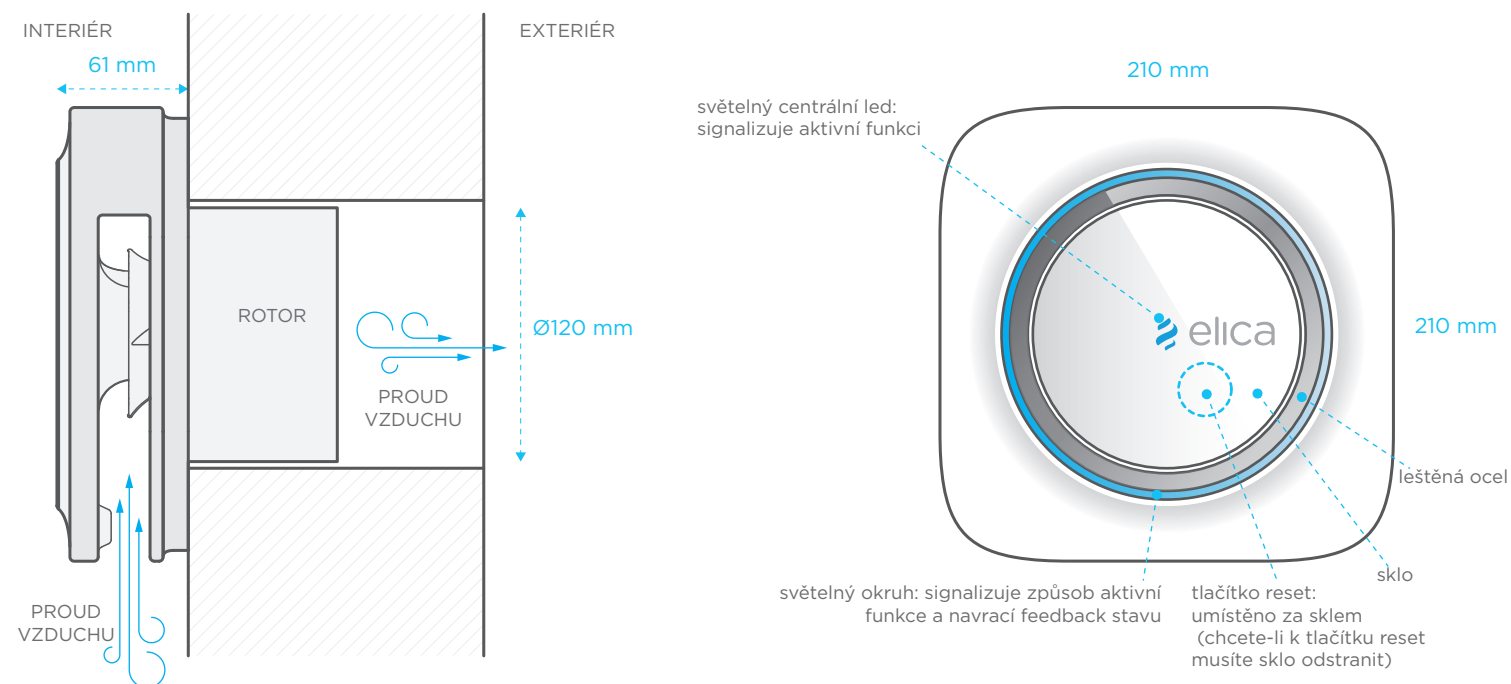 INTERIÉR
EXTERIÉR
61 mm
ROTOR
Ø120 mm
PROUD
VZDUCHU
PROUD
VZDUCHU
210 mm
světelný centrální led:
signalizuje aktivní funkci
elica
210 mm
leštěná ocel
sklo
světelný okruh: signalizuje způsob aktivní
funkce a navrací feedback stavu
tlačítko reset:
umístěno za sklem
(chcete-li k tlačítku reset
musíte sklo odstranit)